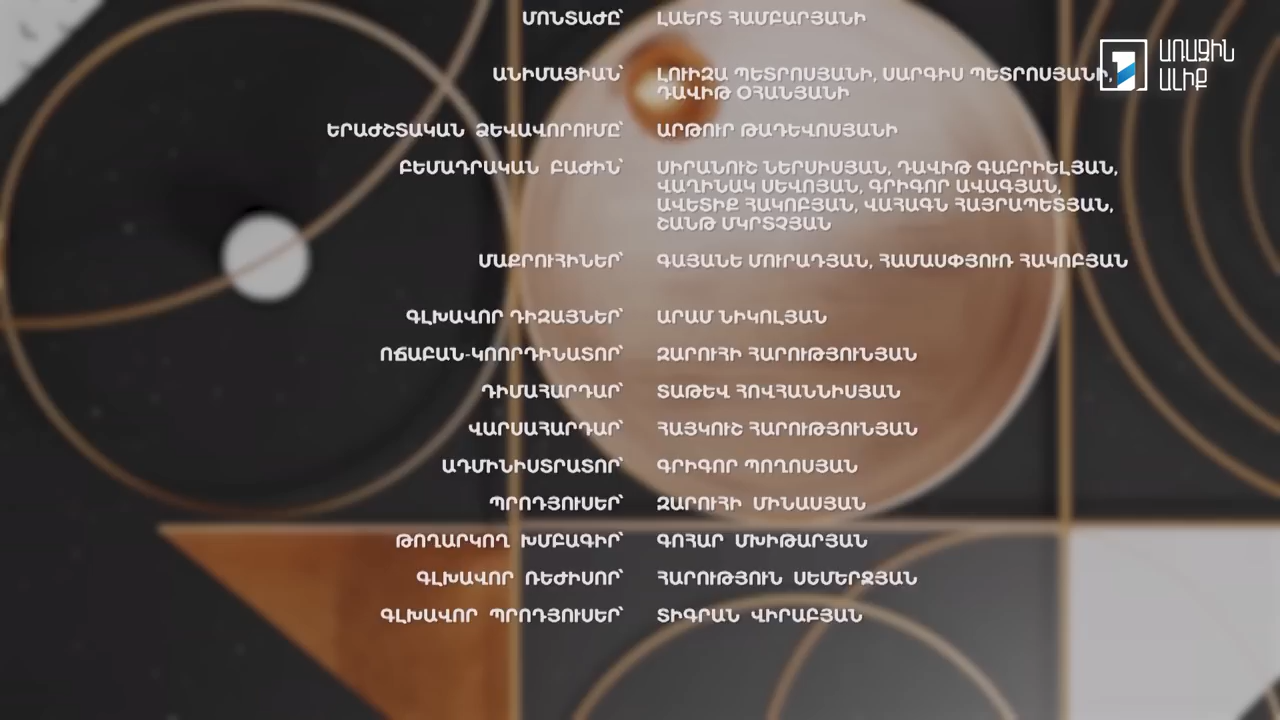 ՄՈՆՏԱԺԸ՝ ԼԱԵՐՏ ՀԱՄԲԱՐՅԱՆԻ
ԱՆԻՄԱՑԻԱՆ՝ ԼՈՒԻԶԱ ՊԵՏՐՈՍՅԱՆԻ, ՍԱՐԳԻՍ ՊԵՏՐՈՍՅԱՆԻ,
ԴԱՎԻԹ ՕՀԱՆՅԱՆԻ
ԵՐԱԺՇՏԱԿԱՆ ՁԵՎԱՎՈՐՈՒՄԸ՝ ԱՐԹՈՒՐ ԹԱԴԵՎՈՍՅԱՆԻ
ԲԵՄԱԴՐԱԿԱՆ ԲԱԺԻՆ՝ ՍԻՐԱՆՈՒՇ ՆԵՐՍԻՍՅԱՆ, ԴԱՎԻԹ ԳԱԲՐԻԵԼՅԱՆ,
ՎԱՂԻՆԱԿ ՍԵՎՈՅԱՆ, ԳՐԻԳՈՐ ԱՎԱԳՅԱՆ,
ԱՎԵՏԻՔ ՀԱԿՈԲՅԱՆ, ՎԱՀԱԳՆ ՀԱՅՐԱՊԵՏՅԱՆ,
ՇԱՆԹ ՄԿՐՏՉՅԱՆ
ՄԱՔՐՈՒՀԻՆԵՐ՝ ԳԱՅԱՆԵ ՄՈՒՐԱԴՅԱՆ, ՀԱՄԱՍՓՅՈՒՌ ՀԱԿՈԲՅԱՆ
ԳԼԽԱՎՈՐ ԴԻԶԱՅՆԵՐ՝ ԱՐԱՄ ՆԻԿՈԼՅԱՆ
ՈՃԱԲԱՆ-ԿՈՈՐԴԻՆԱՏՈՐ՝ ԶԱՐՈՒՀԻ ՀԱՐՈՒԹՅՈՒՆՅԱՆ
ԴԻՄԱՀԱՐԴԱՐ՝ ՏԱԹԵՎ ՀՈՎՀԱՆՆԻՍՅԱՆ
ՎԱՐՍԱՀԱՐԴԱՐ՝ ՀԱՅԿՈՒՇ ՀԱՐՈՒԹՅՈՒՆՅԱՆ
ԱԴՄԻՆԻՍՏՐԱՏՈՐ՝ ԳՐԻԳՈՐ ՊՈՂՈՍՅԱՆ
ՊՐՈԴՅՈՒՍԵՐ՝ ԶԱՐՈՒՀԻ ՄԻՆԱՍՅԱՆ
ԹՈՂԱՐԿՈՂ ԽՄԲԱԳԻՐ՝ ԳՈՀԱՐ ՄԽԻԹԱՐՅԱՆ
ԳԼԽԱՎՈՐ ՌԵԺԻՍՈՐ՝ ՀԱՐՈՒԹՅՈՒՆ ՍԵՄԵՐՋՅԱՆ
ԳԼԽԱՎՈՐ ՊՐՈԴՅՈՒՍԵՐ՝ ՏԻԳՐԱՆ ՎԻՐԱԲՅԱՆ
1 ԱՌԱՋԻՆ
ԱԼԻՔ